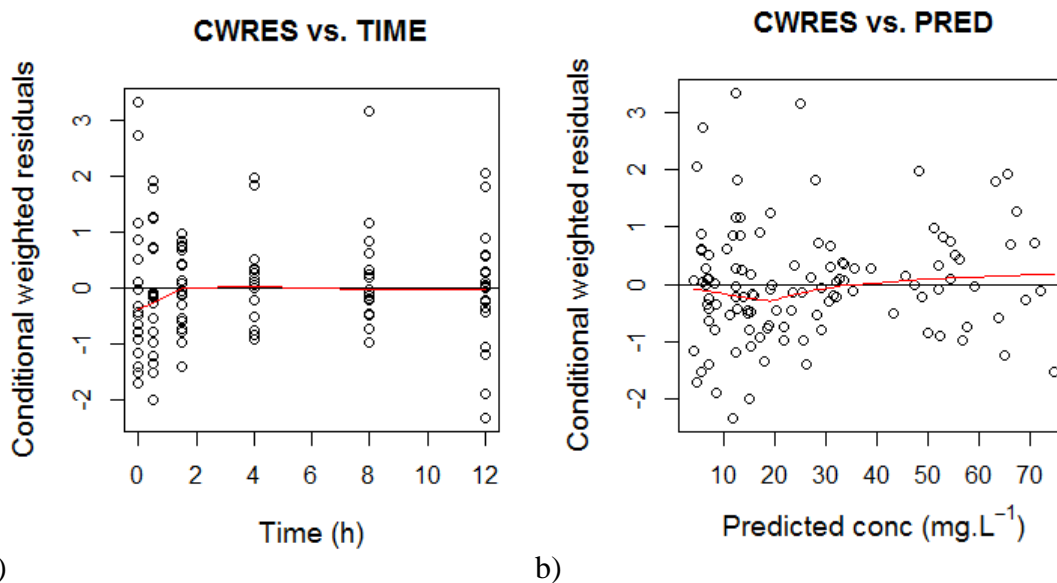 CWRES vs. TIME
Conditional weighted residuals
3
2
1
0
-1
-2
0 2 4 6 8 10 12
Time (h)
)
CWRES vs. PRED
Conditional weighted residuals
3
2
1
0
-1
-2
10 20 30 40 50 60 70
Predicted conc (mg.L⁻¹)
b)